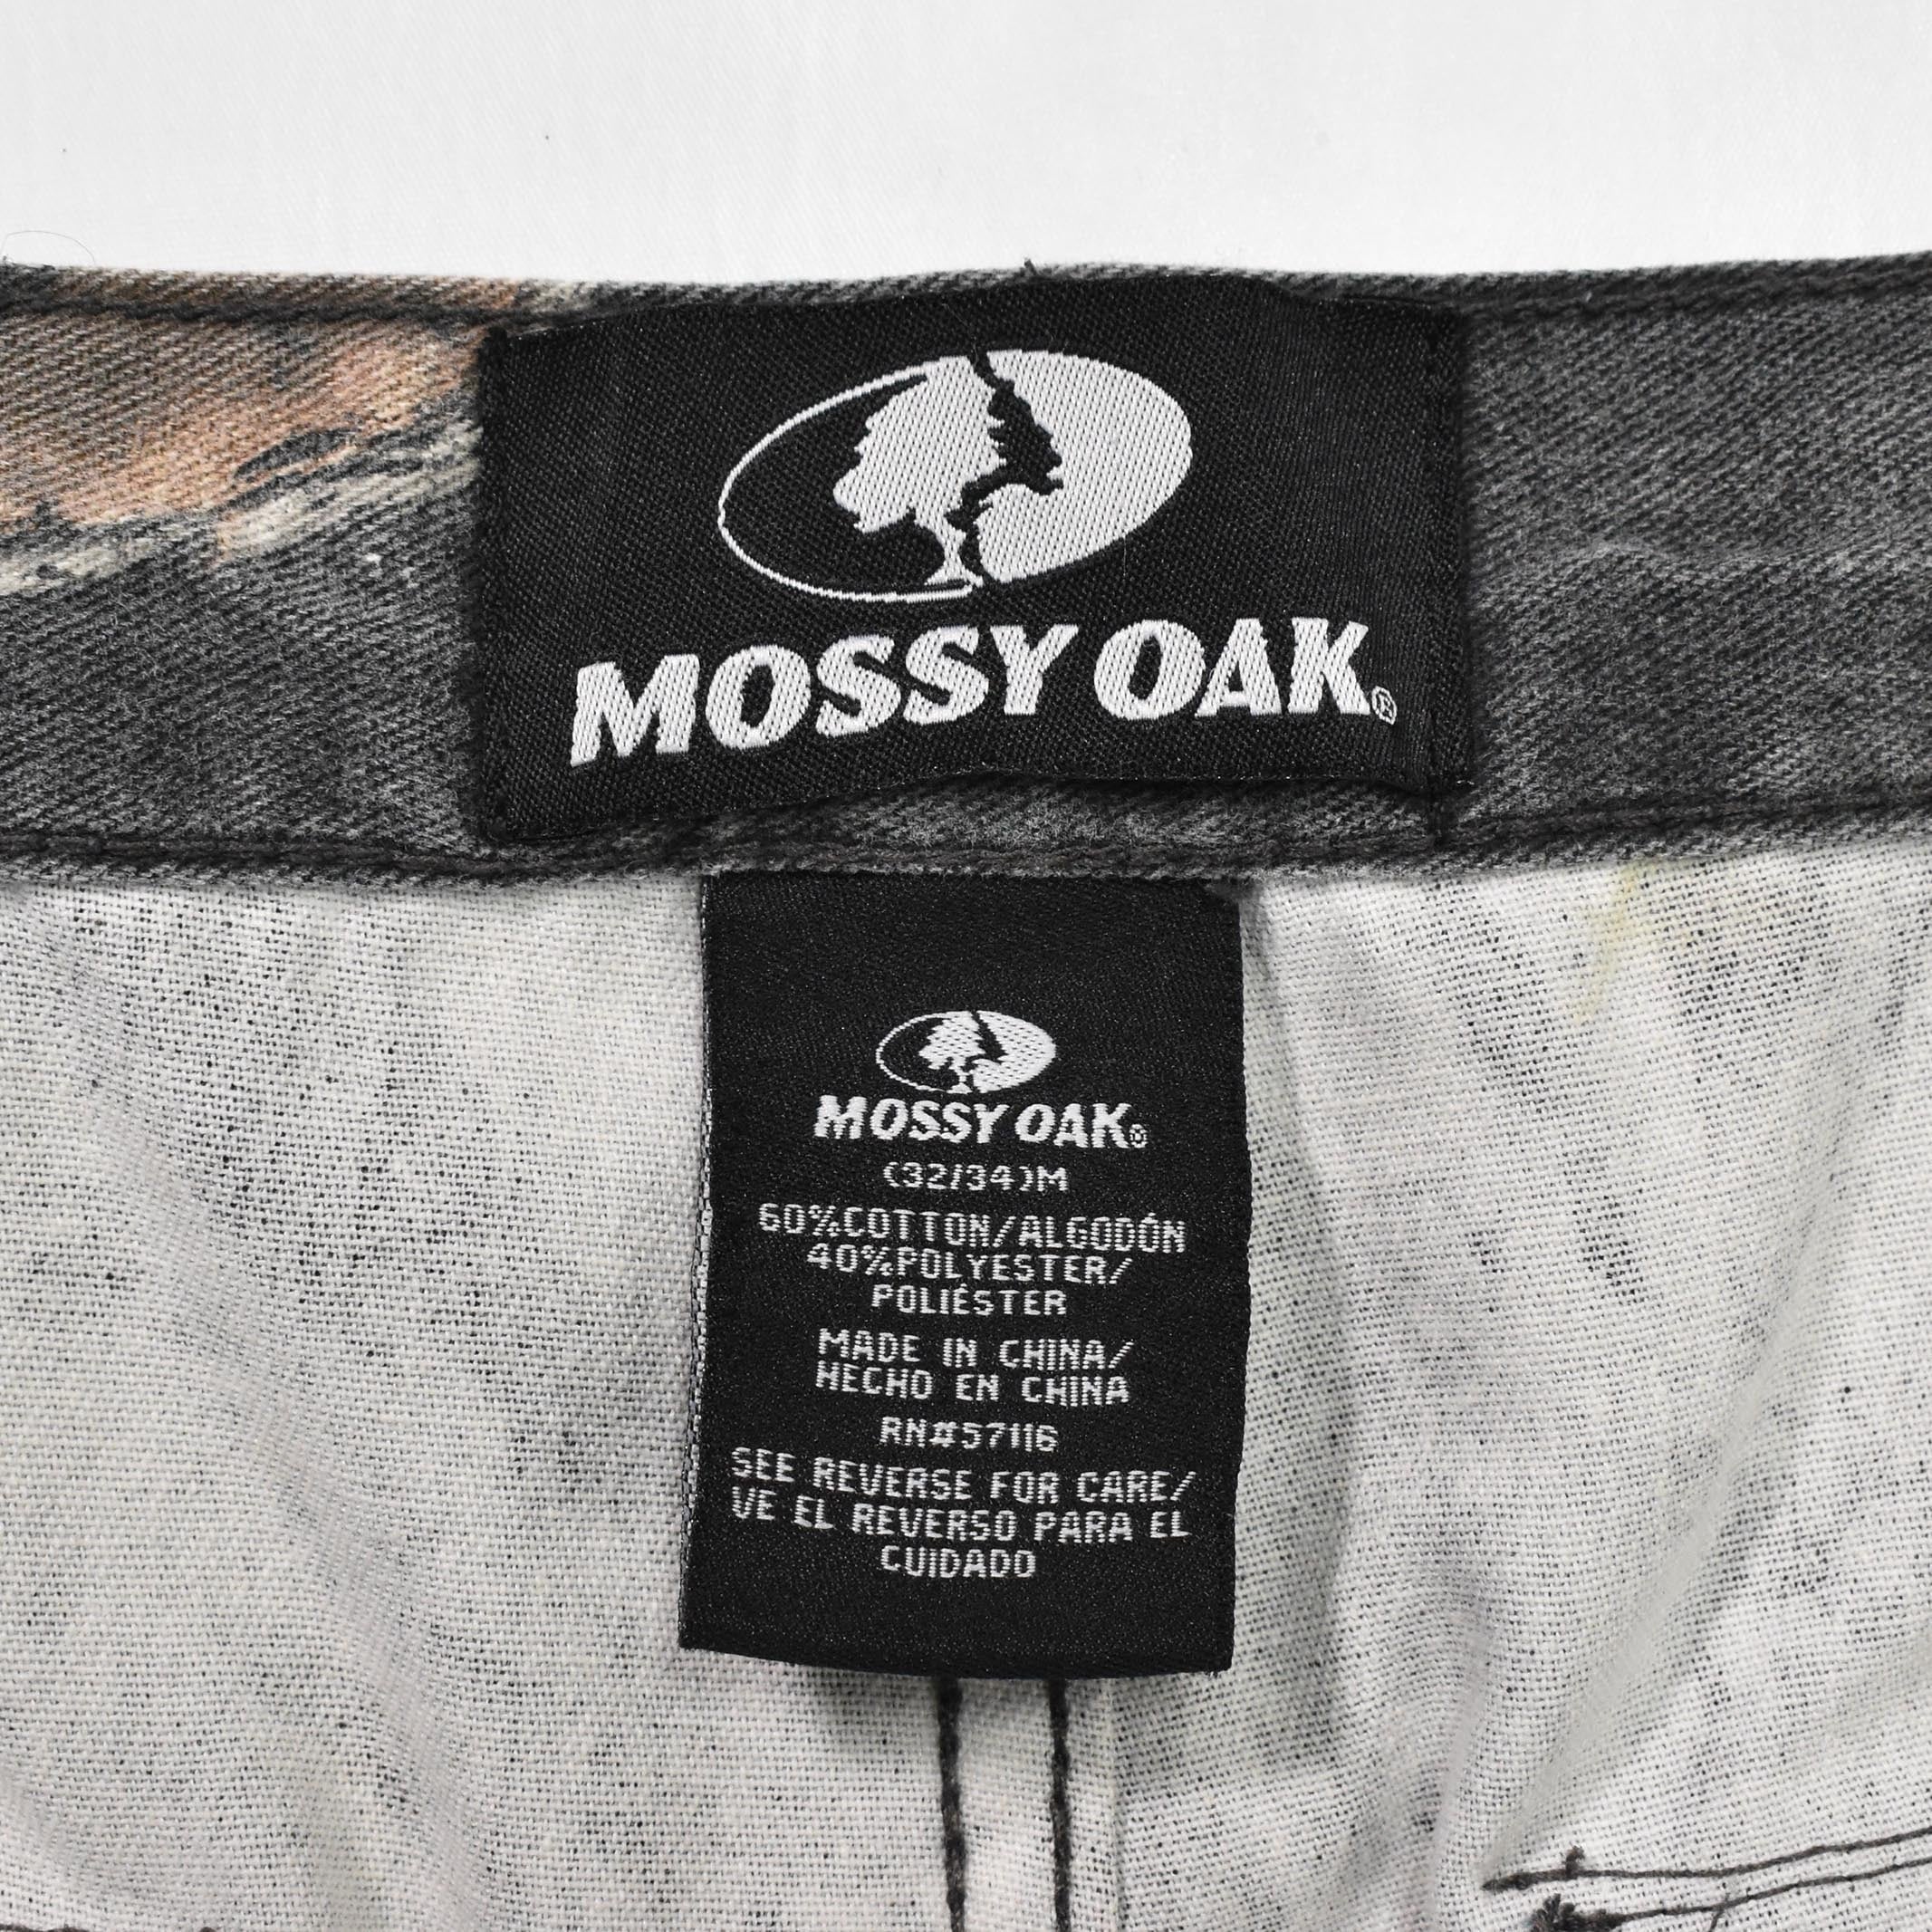 MOSSY OAK®
MOSSY OAK®
(32/34)M
60%COTTON/ALGODÓN
40%POLYESTER/
POLIÉSTER
MADE IN CHINA/
HECHO EN CHINA
RN#57116
SEE REVERSE FOR CARE/
VE EL REVERSO PARA EL
CUIDADO